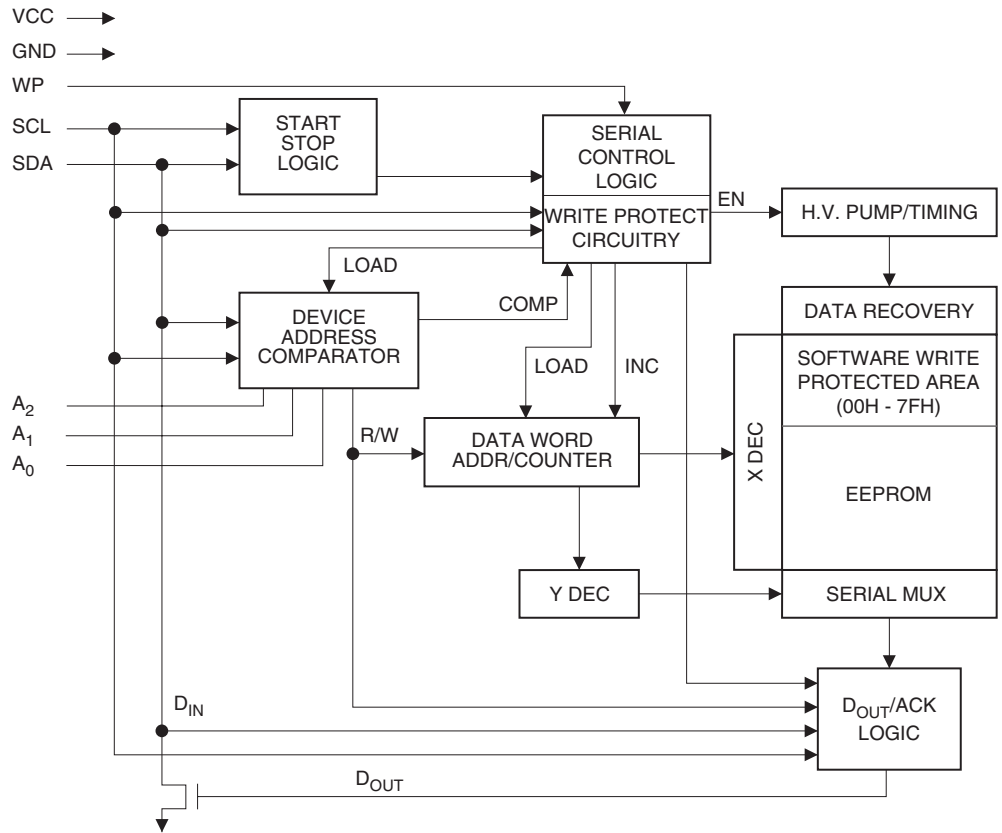 VCC
GND
WP
SCL
SDA
START
STOP
LOGIC
SERIAL
CONTROL
LOGIC
WRITE PROTECT
CIRCUITRY
EN
H.V. PUMP/TIMING
LOAD
COMP
DEVICE
ADDRESS
COMPARATOR
LOAD
INC
DATA RECOVERY
SOFTWARE WRITE
PROTECTED AREA
(00H - 7FH)
A2
A1
A0
R/W
DATA WORD
ADDR/COUNTER
X DEC
EEPROM
Y DEC
SERIAL MUX
DIN
DOUT/ACK
LOGIC
DOUT